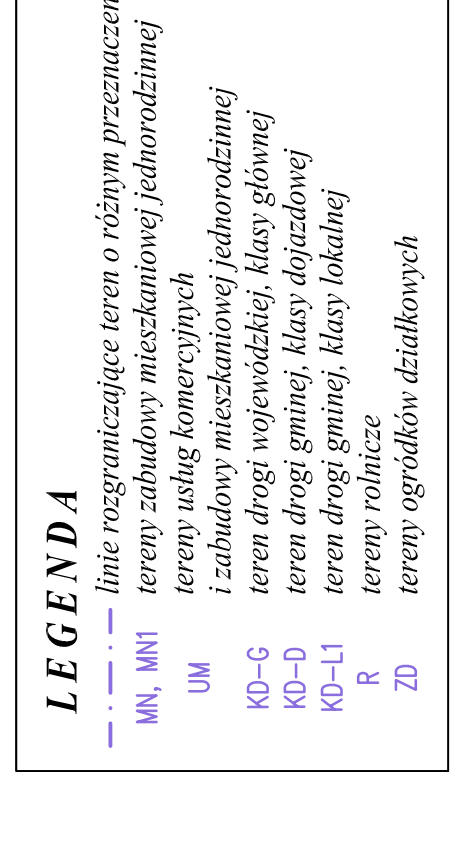 LEGENDA
linie rozgraniczające teren o różnym
MN, MN1 tereny zabudowy mieszkaniowej jednorodzinnej
UM tereny usług komercyjnych
i zabudowy mieszkaniowej jednorodzinnej
KD-G teren drogi wojewódzkiej, klasy głównej
KD-D teren drogi gminej, klasy dojazdowej
KD-L1 teren drogi gminej, klasy lokalnej
R tereny rolnicze
ZD tereny ogródków działkowych